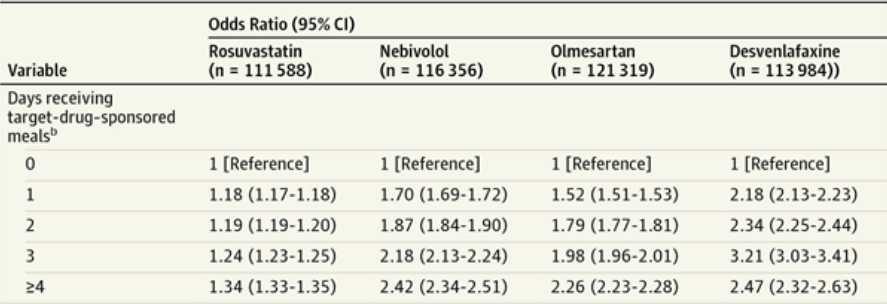 Odds Ratio (95% CI)
Rosuvastatin Nebivolol Olmesartan Desvenlafaxine
Variable (n = 111 588) (n = 116 356) (n = 121 319) (n = 113 984))
Days receiving
target-drug-sponsored
mealsᵇ
0 1 [Reference] 1 [Reference] 1 [Reference] 1 [Reference]
1 1.18 (1.17-1.18) 1.70 (1.69-1.72) 1.52 (1.51-1.53) 2.18 (2.13-2.23)
2 1.19 (1.19-1.20) 1.87 (1.84-1.90) 1.79 (1.77-1.81) 2.34 (2.25-2.44)
3 1.24 (1.23-1.25) 2.18 (2.13-2.24) 1.98 (1.96-2.01) 3.21 (3.03-3.41)
≥4 1.34 (1.33-1.35) 2.42 (2.34-2.51) 2.26 (2.23-2.28) 2.47 (2.32-2.63)